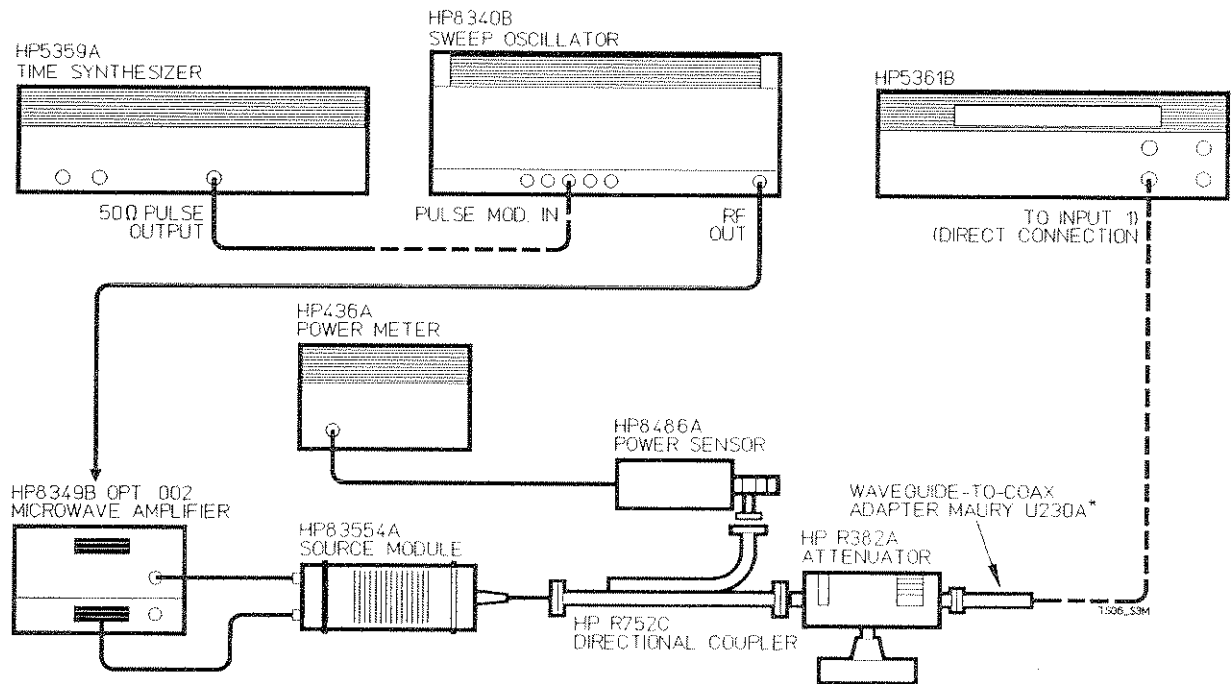 HP8340B
SWEEP OSCILLATOR
HP5359A
TIME SYNTHESIZER
HP5361B
50Ω PULSE
OUTPUT
PULSE MOD. IN
RF
OUT
TO INPUT 1)
(DIRECT CONNECTION
HP436A
POWER METER
HP8486A
POWER SENSOR
HP8349B OPT 002
MICROWAVE AMPLIFIER
WAVEGUIDE-TO-COAX
ADAPTER MAURY U230A*
HP83554A
SOURCE MODULE
HP R382A
ATTENUATOR
HP R752C
DIRECTIONAL COUPLER